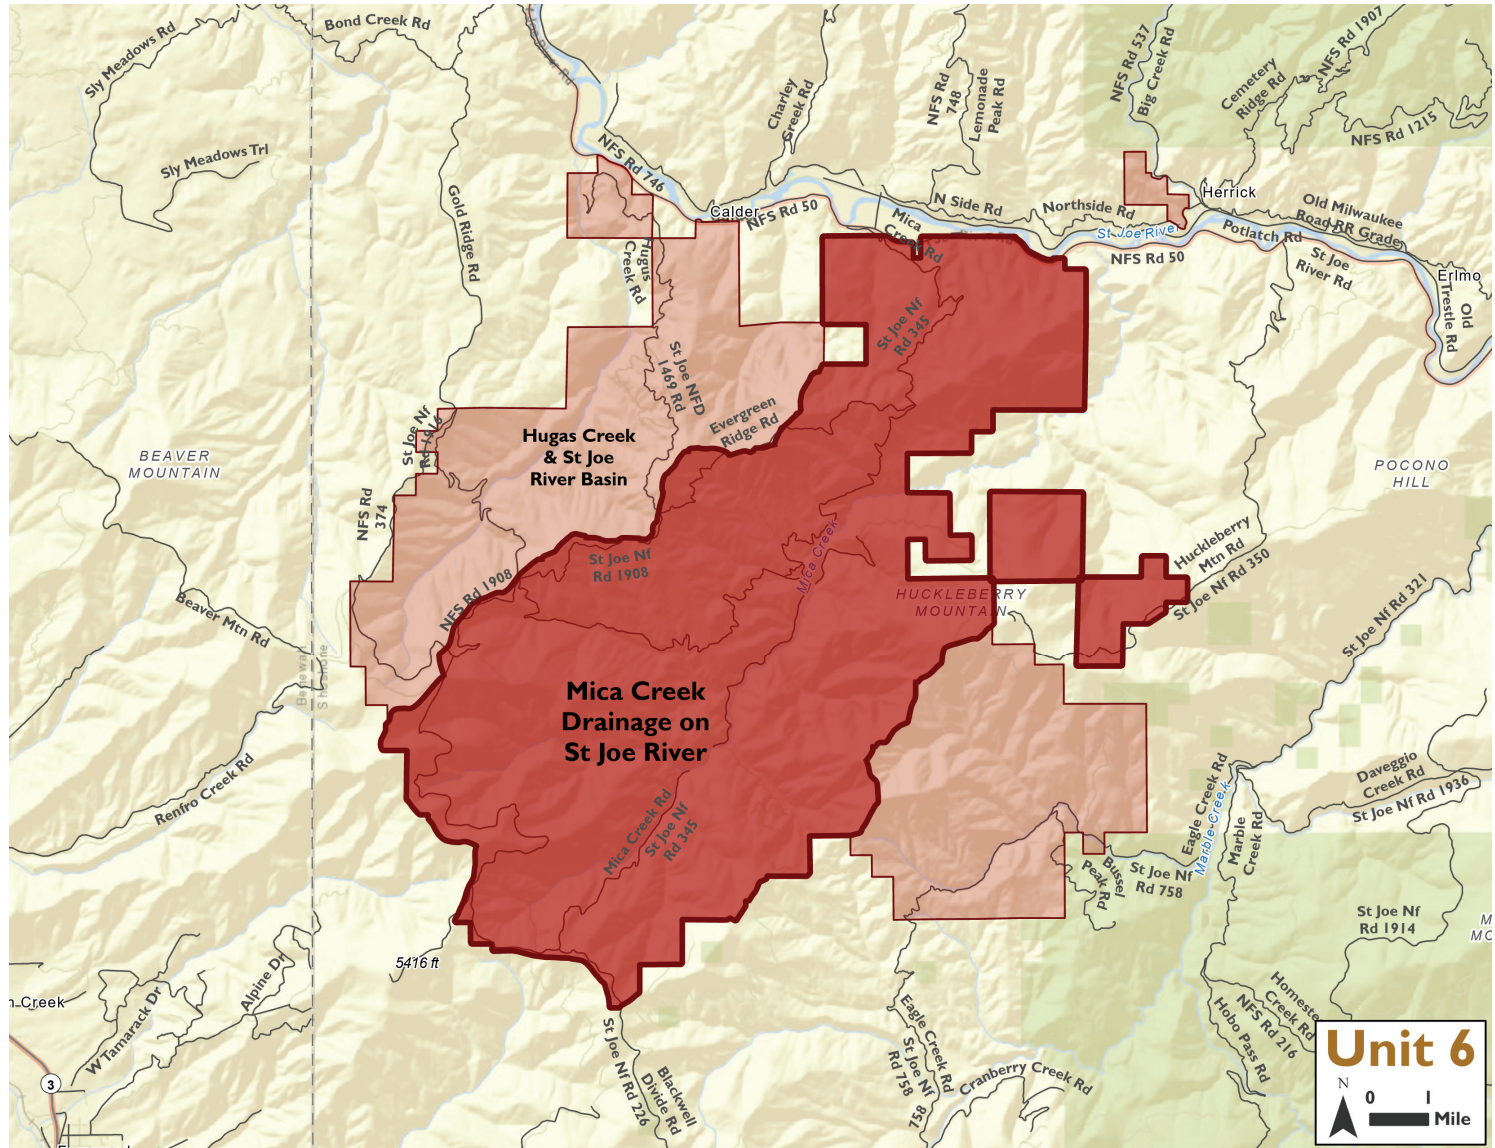 Bond Creek Rd
Sly Meadows Rd
Sly Meadows Trl
Gold Ridge Rd
NFS Rd 746
Charley
Creek Rd
NFS Rd
748
Lemonade
Peak Rd
NFS Rd 537
Big Creek Rd
Cemetery
Ridge Rd
NFS Rd 1907
NFS Rd 1215
Calder
NFS Rd 50
Mica
Creek Rd
N Side Rd
Northside Rd
St Joe River
NFS Rd 50
Herrick
Old Milwaukee
Road RR Grade
Potlatch Rd
St Joe
River Rd
Erlmo
Old
Trestle Rd
Hugus
Creek Rd
St Joe NFD
1469 Rd
St Joe Nf
Rd 345
Evergreen
Ridge Rd
St Joe Nf
Rd 1916
Hugas Creek
& St Joe
River Basin
BEAVER
MOUNTAIN
POCONO
HILL
NFS Rd
374
NFS Rd 1908
St Joe Nf
Rd 1908
Mica Creek
HUCKLEBERRY
MOUNTAIN
Huckleberry
Mtn Rd
St Joe Nf Rd 350
St Joe Nf Rd 321
Beaver Mtn Rd
Benewah
Shoshone
Mica Creek
Drainage on
St Joe River
Renfro Creek Rd
Mica Creek Rd
St Joe Nf
Rd 345
Eagle Creek Rd
Marble Creek
Marble
Creek Rd
Daveggio
Creek Rd
St Joe Nf Rd 1936
Bussel
Peak Rd
St Joe Nf
Rd 758
St Joe Nf
Rd 1914
5416 ft
Alpine Dr
W Tamarack Dr
n Creek
3
St Joe Nf Rd 226
Blackwell
Divide Rd
Eagle Creek Rd
St Joe Nf
Rd 758
758
Cranberry Creek Rd
Hobo Pass Rd
NFS Rd 216
Creek Rd
Unit 6
N
0 1
Mile